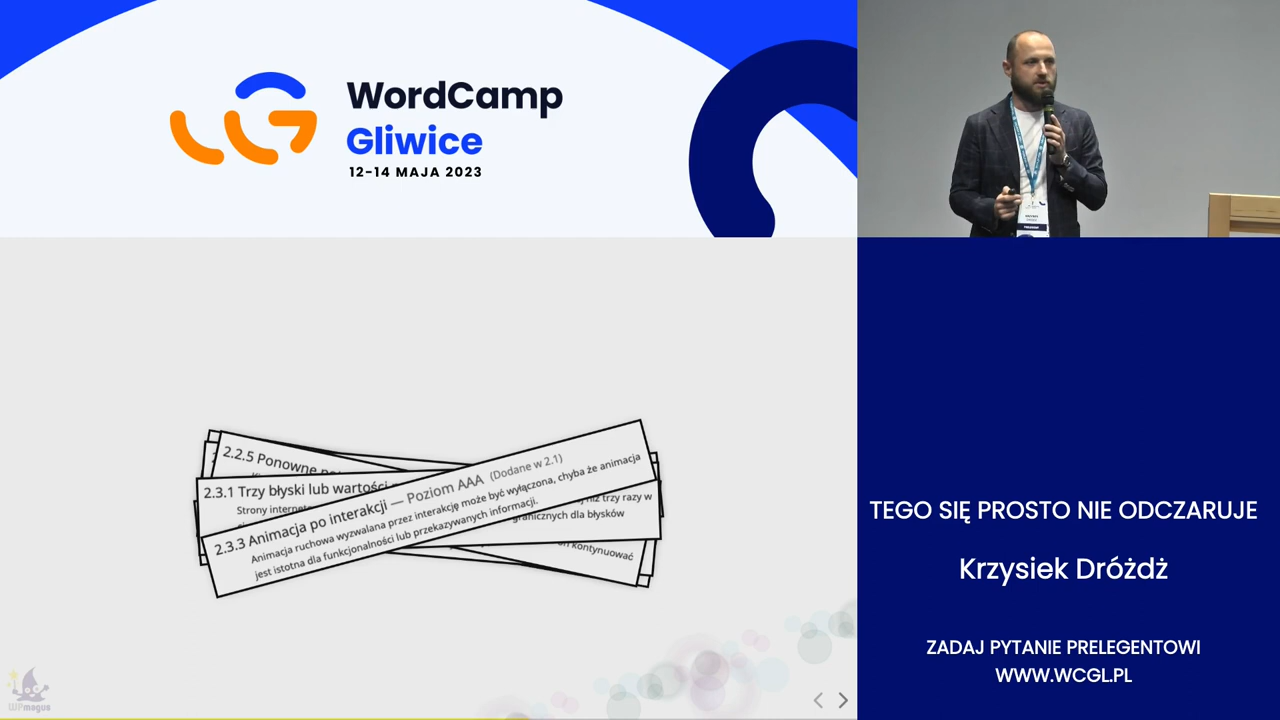 WordCamp
Gliwice
12-14 MAJA 2023
2.2.5 Ponowne
2.3.1 Trzy błyski lub wartości
Strony
2.3.3 Animacja po interakcji — Poziom AAA (Dodane w 2.1)
Animacja ruchowa wyzwalana przez interakcję może być wyłączona, chyba że animacja
jest istotna dla funkcjonalności lub przekazywanych informacji.
niż trzy razy w
granicznych dla błysków
kontynuować
WPmagus
TEGO SIĘ PROSTO NIE ODCZARUJE
Krzysiek Dróżdż
ZADAJ PYTANIE PRELEGENTOWI
WWW.WCGL.PL